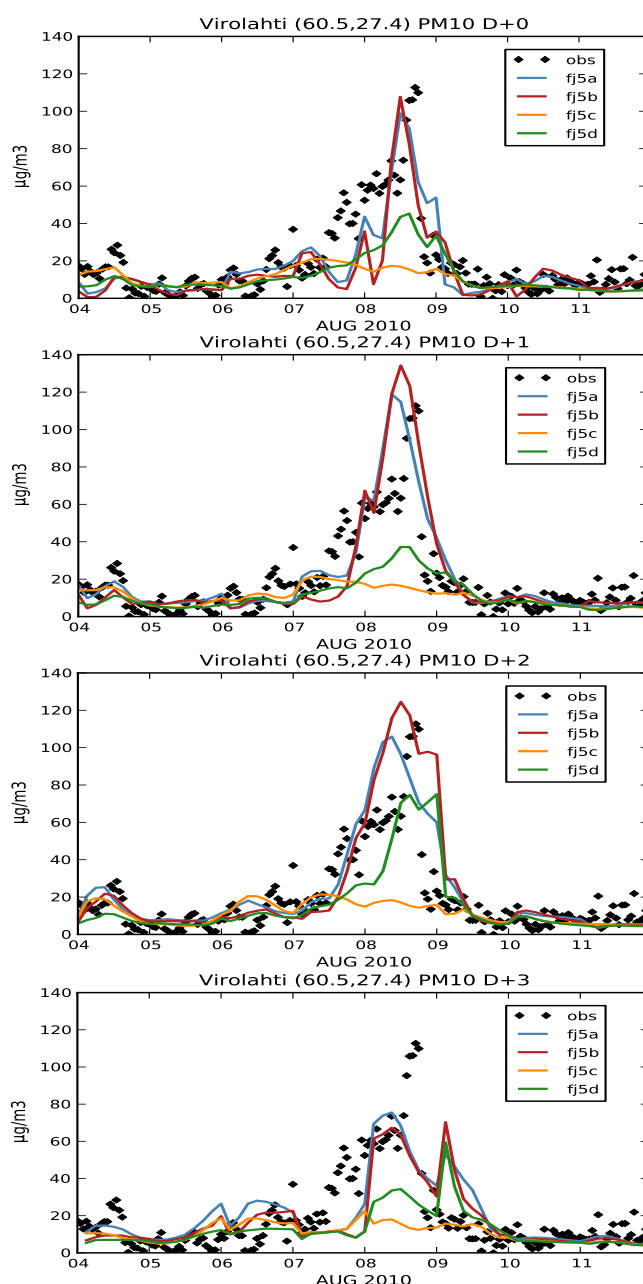 Virolahti (60.5,27.4) PM10 D+0
140
120
100
80
60
40
20
0
µg/m3
obs
fj5a
fj5b
fj5c
fj5d
04 05 06 07 08 09 10 11
AUG 2010
Virolahti (60.5,27.4) PM10 D+1
140
120
100
80
60
40
20
0
µg/m3
obs
fj5a
fj5b
fj5c
fj5d
04 05 06 07 08 09 10 11
AUG 2010
Virolahti (60.5,27.4) PM10 D+2
140
120
100
80
60
40
20
0
µg/m3
obs
fj5a
fj5b
fj5c
fj5d
04 05 06 07 08 09 10 11
AUG 2010
Virolahti (60.5,27.4) PM10 D+3
140
120
100
80
60
40
20
0
µg/m3
obs
fj5a
fj5b
fj5c
fj5d
04 05 06 07 08 09 10 11
AUG 2010